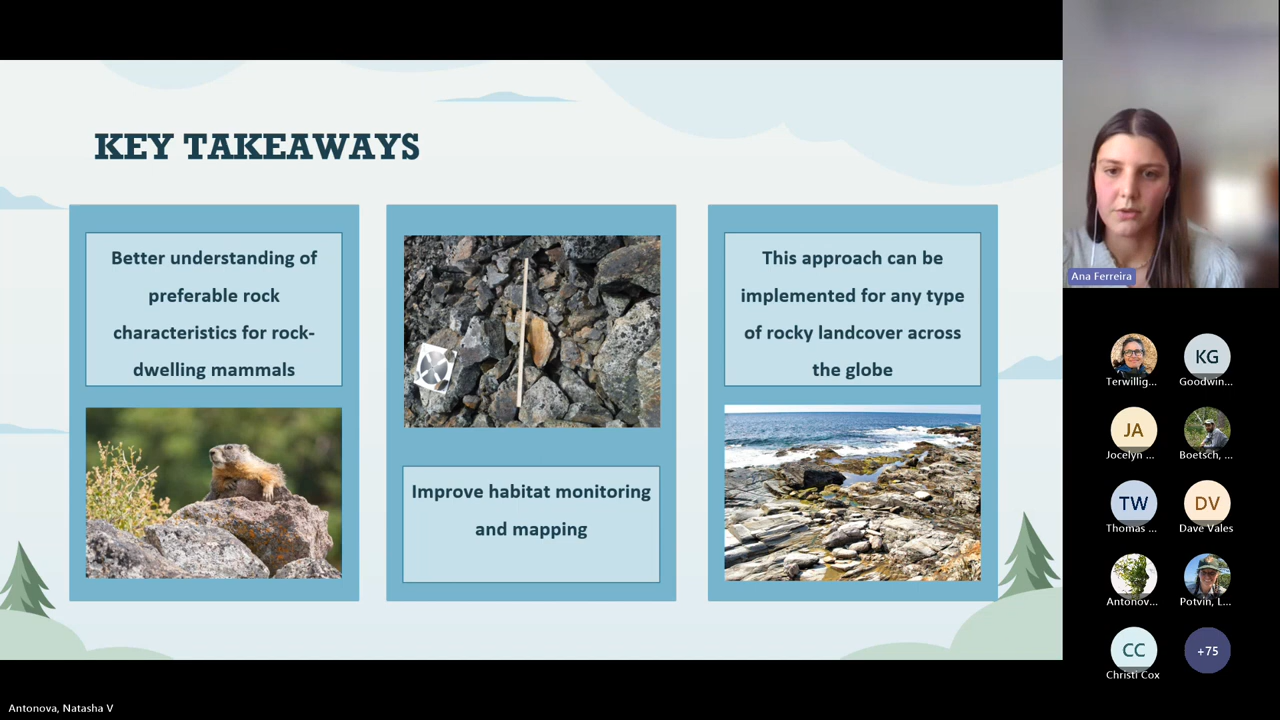 KEY TAKEAWAYS
Better understanding of
preferable rock
characteristics for rock-
dwelling mammals
Improve habitat monitoring
and mapping
This approach can be
implemented for any type
of rocky landcover across
the globe
Ana Ferreira
Terwillig...
KG
Goodwin...
JA
Jocelyn ...
Boetsch, ...
TW
Thomas ...
DV
Dave Vales
Antonov...
Potvin, L...
CC
Christi Cox
+75
Antonova, Natasha V